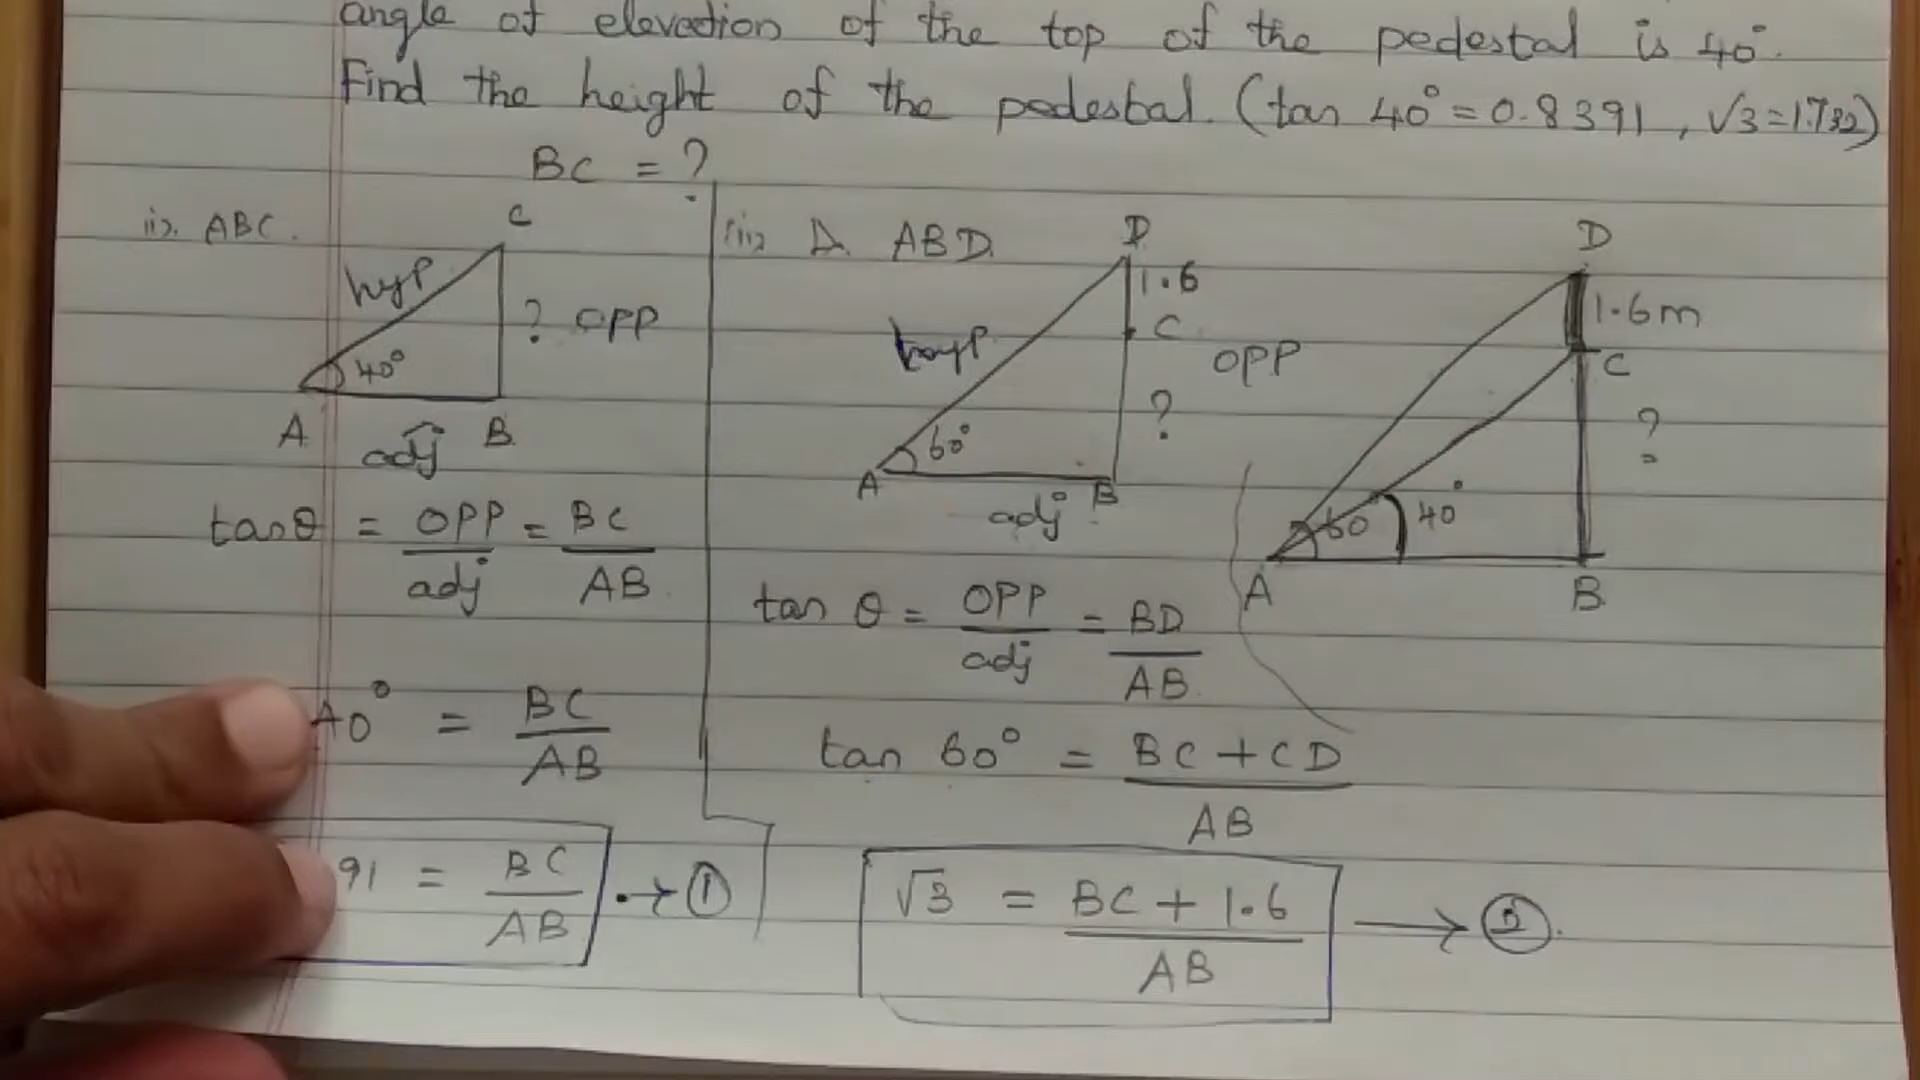 angle of elevation of the top of the pedestal is 40°.
Find the height of the pedestal. (tan 40° = 0.8391, √3 = 1.732)
BC = ?
ii). ABC.
C
hyp
? OPP
40°
A
B
adj
tanθ = OPP/adj = BC/AB
40° = BC/AB
91 = BC/AB → ①
iii) Δ. ABD.
D
1.6
C
hyp
OPP
?
60°
A
B
adj
tan θ = OPP/adj = BD/AB
tan 60° = BC + CD/AB
√3 = BC + 1.6/AB → ②.
D
1.6m
C
?
60
40°
A
B